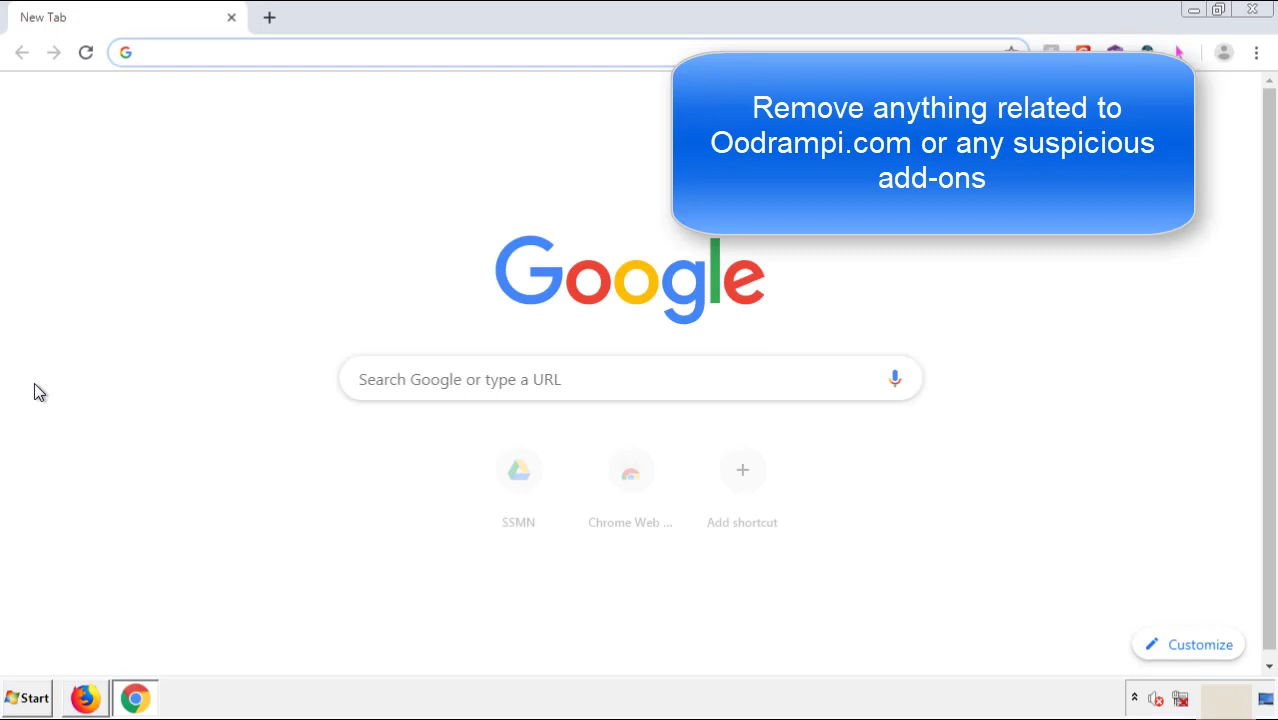 New Tab
Remove anything related to
Oodrampi.com or any suspicious
add-ons
Google
Search Google or type a URL
SSMN
Chrome Web ...
Add shortcut
Customize
Start